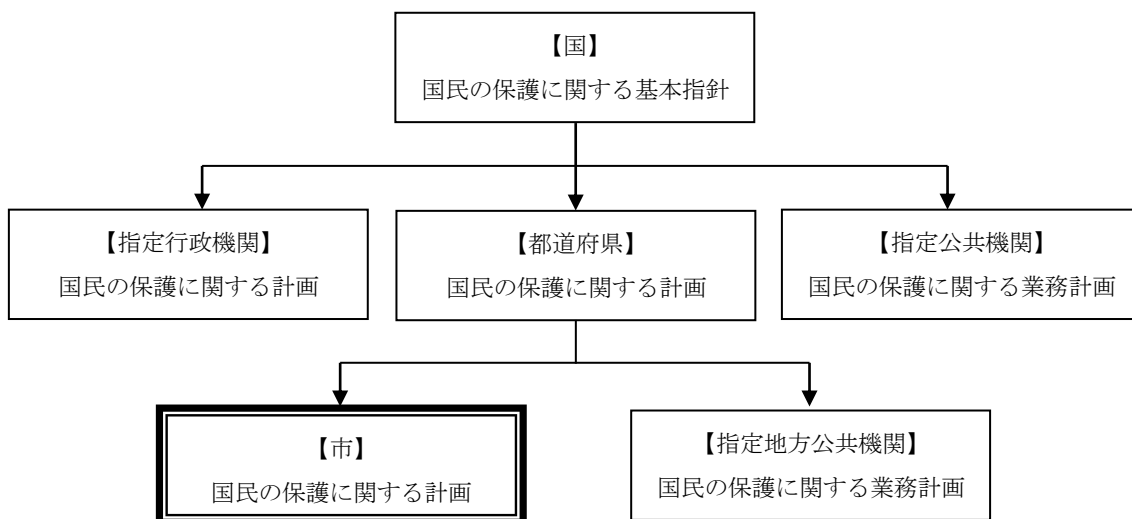 【国】
国民の保護に関する基本指針
【指定行政機関】
国民の保護に関する計画
【都道府県】
国民の保護に関する計画
【指定公共機関】
国民の保護に関する業務計画
【市】
国民の保護に関する計画
【指定地方公共機関】
国民の保護に関する業務計画